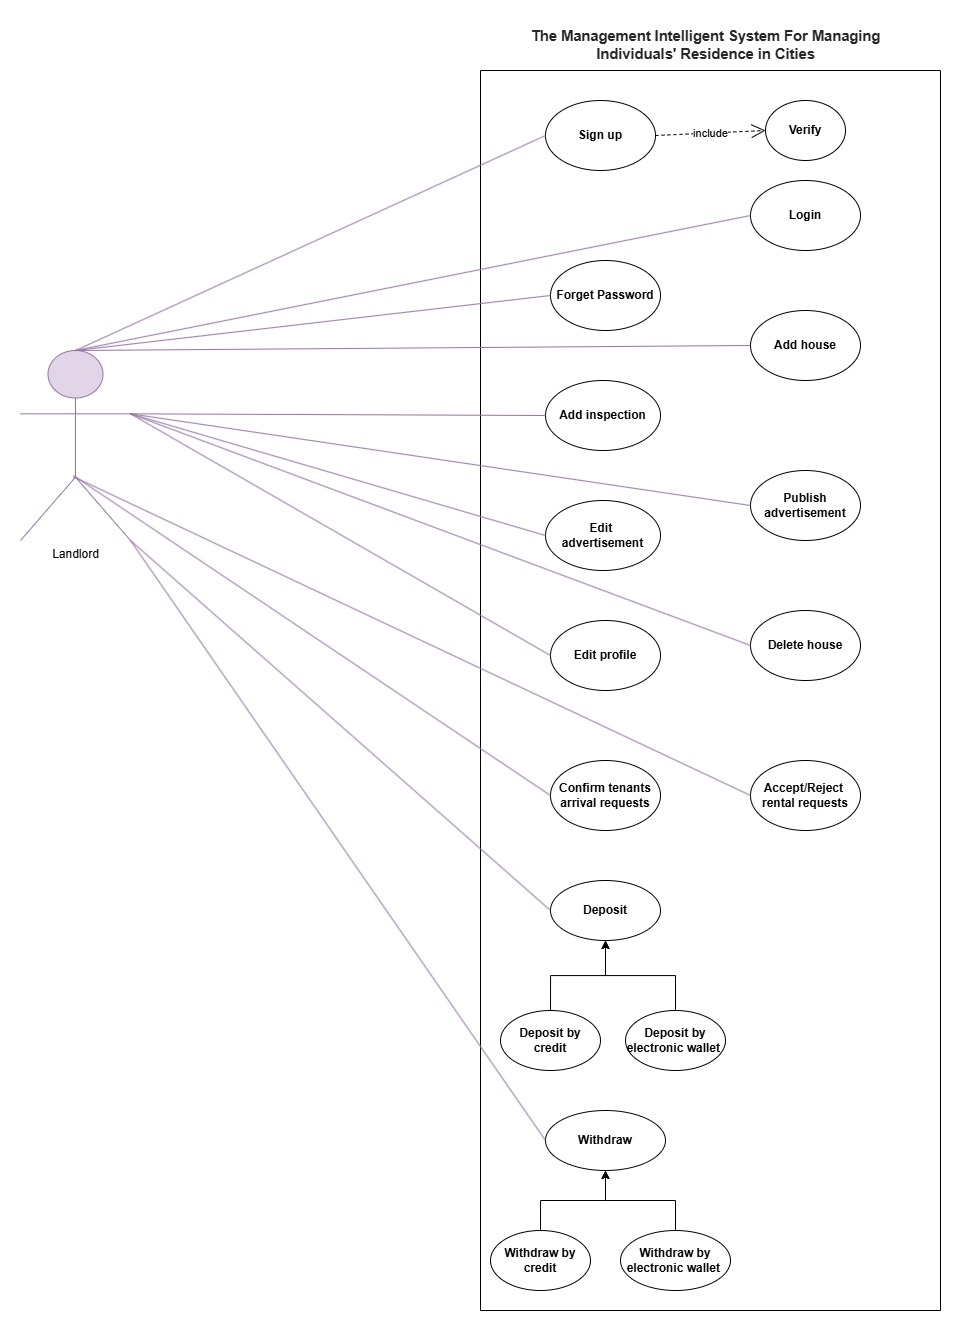 The Management Intelligent System For Managing
Individuals' Residence in Cities
Sign up
include
Verify
Login
Forget Password
Add house
Add inspection
Publish
advertisement
Edit
advertisement
Landlord
Delete house
Edit profile
Confirm tenants
arrival requests
Accept/Reject
rental requests
Deposit
Deposit by
credit
Deposit by
electronic wallet
Withdraw
Withdraw by
credit
Withdraw by
electronic wallet